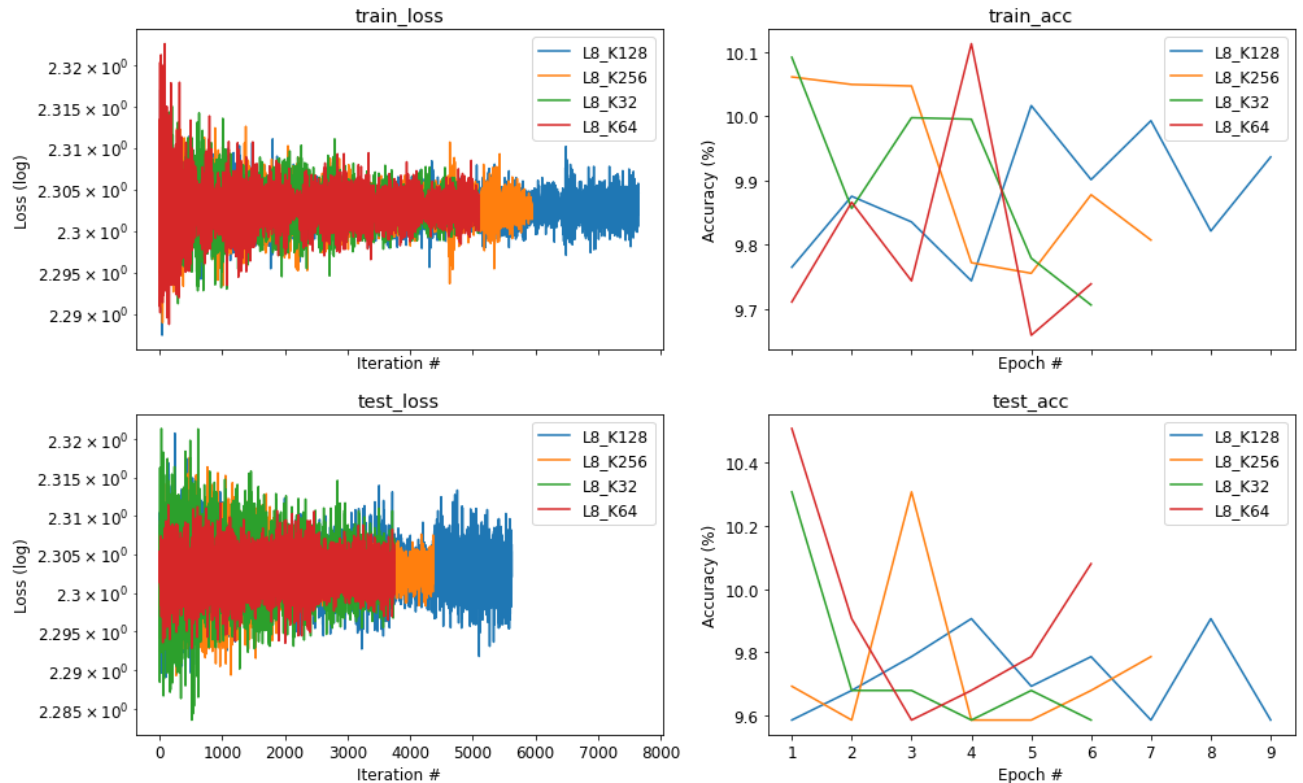 train_loss
Loss (log)
2.32 × 10⁰
2.315 × 10⁰
2.31 × 10⁰
2.305 × 10⁰
2.3 × 10⁰
2.295 × 10⁰
2.29 × 10⁰
L8_K128
L8_K256
L8_K32
L8_K64
Iteration #
train_acc
Accuracy (%)
10.1
10.0
9.9
9.8
9.7
L8_K128
L8_K256
L8_K32
L8_K64
Epoch #
test_loss
Loss (log)
2.32 × 10⁰
2.315 × 10⁰
2.31 × 10⁰
2.305 × 10⁰
2.3 × 10⁰
2.295 × 10⁰
2.29 × 10⁰
2.285 × 10⁰
L8_K128
L8_K256
L8_K32
L8_K64
0 1000 2000 3000 4000 5000 6000 7000 8000
Iteration #
test_acc
Accuracy (%)
10.4
10.2
10.0
9.8
9.6
L8_K128
L8_K256
L8_K32
L8_K64
1 2 3 4 5 6 7 8 9
Epoch #